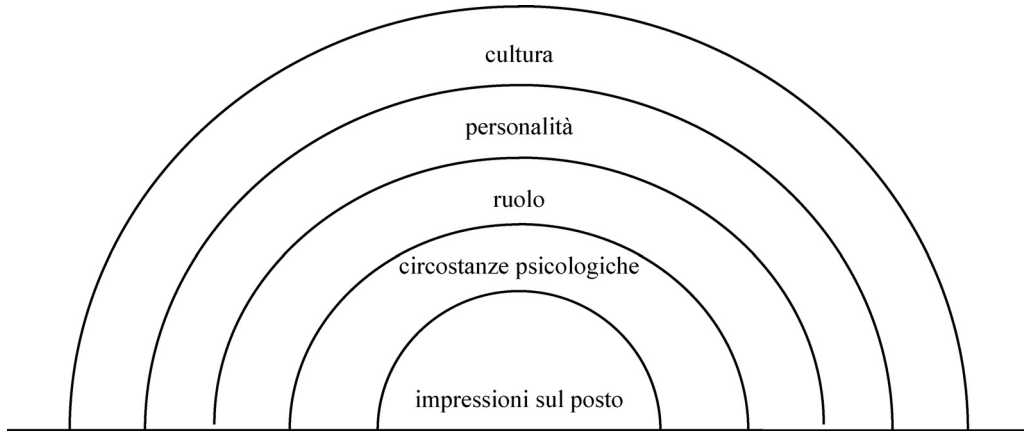 cultura
personalità
ruolo
circostanze psicologiche
impressioni sul posto